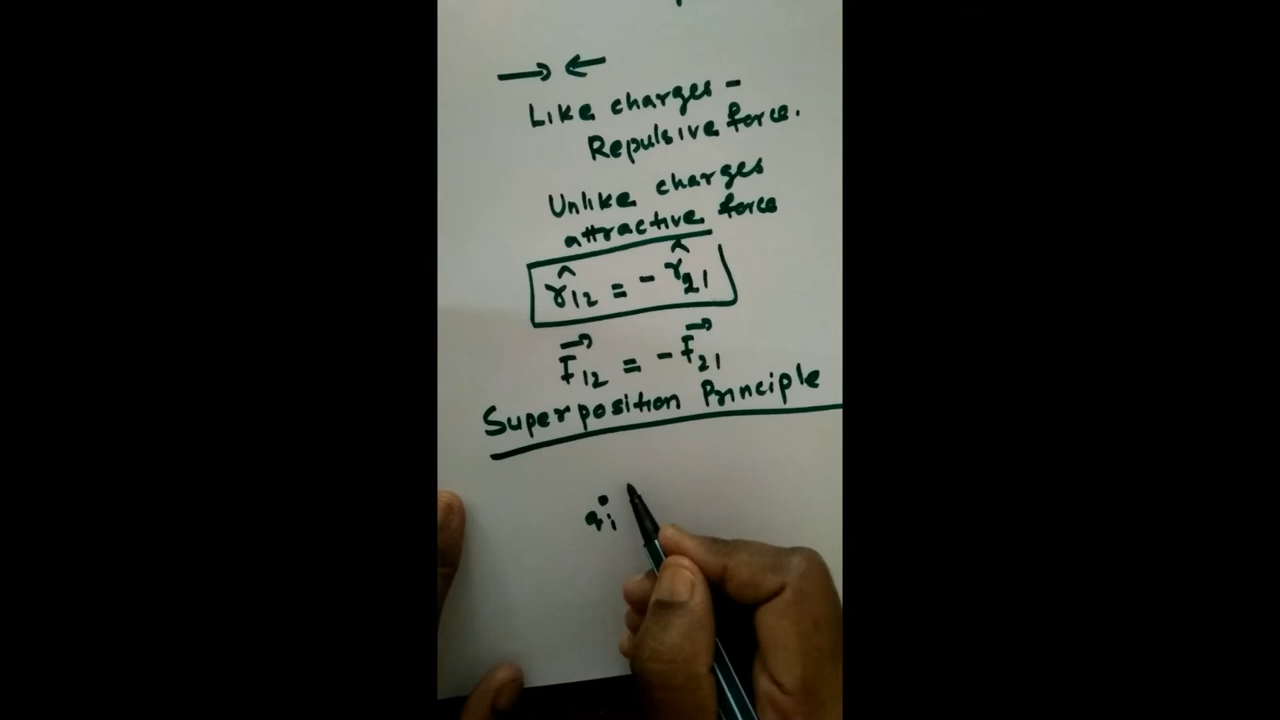 → ←
Like charges -
Repulsive force.
Unlike charges
attractive force
r̂12 = - r̂21
F⃗12 = - F⃗21
Superposition Principle
qi